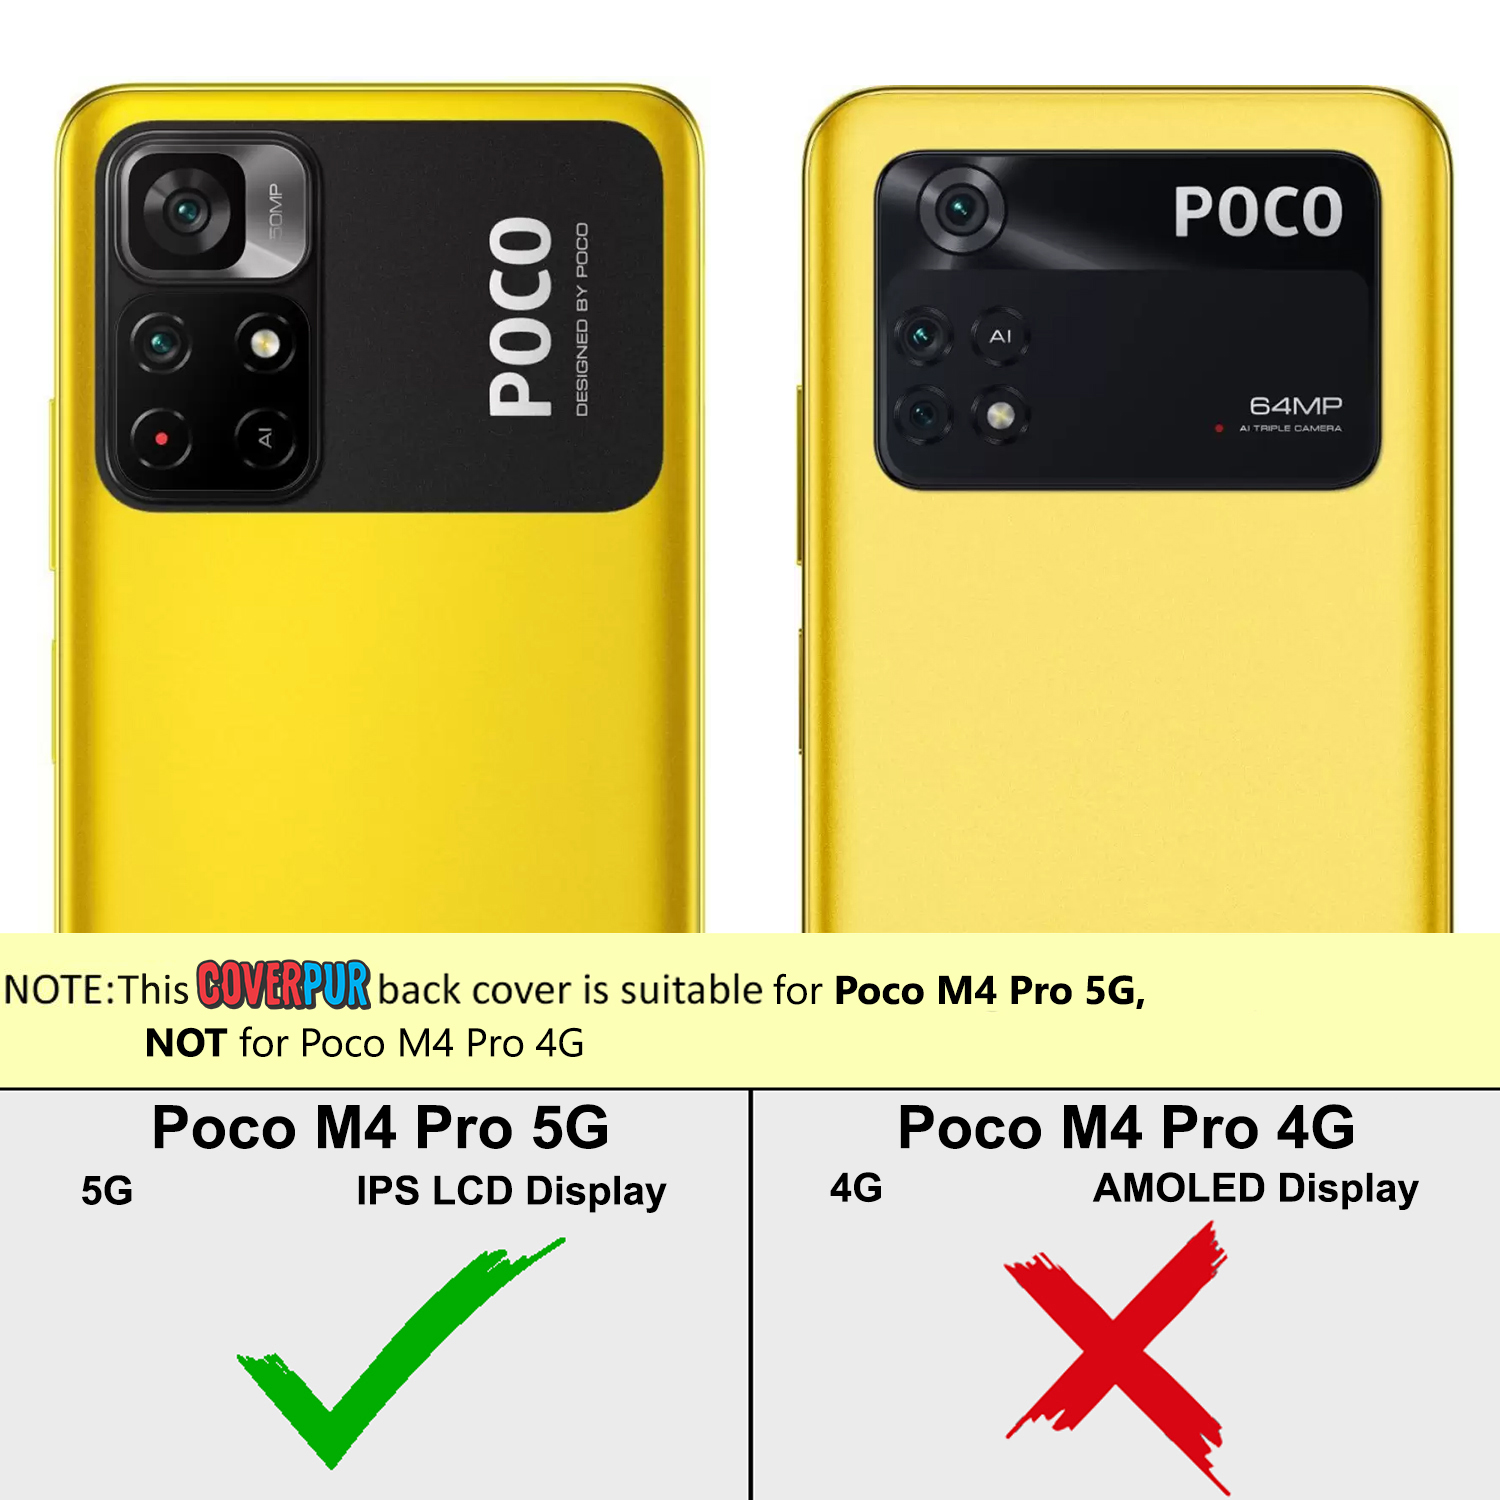 50MP
POCO
DESIGNED BY POCO
AI
POCO
AI
64MP
AI TRIPLE CAMERA
NOTE:This COVERPUR back cover is suitable for Poco M4 Pro 5G,
NOT for Poco M4 Pro 4G
Poco M4 Pro 5G
5G IPS LCD Display
Poco M4 Pro 4G
4G AMOLED Display